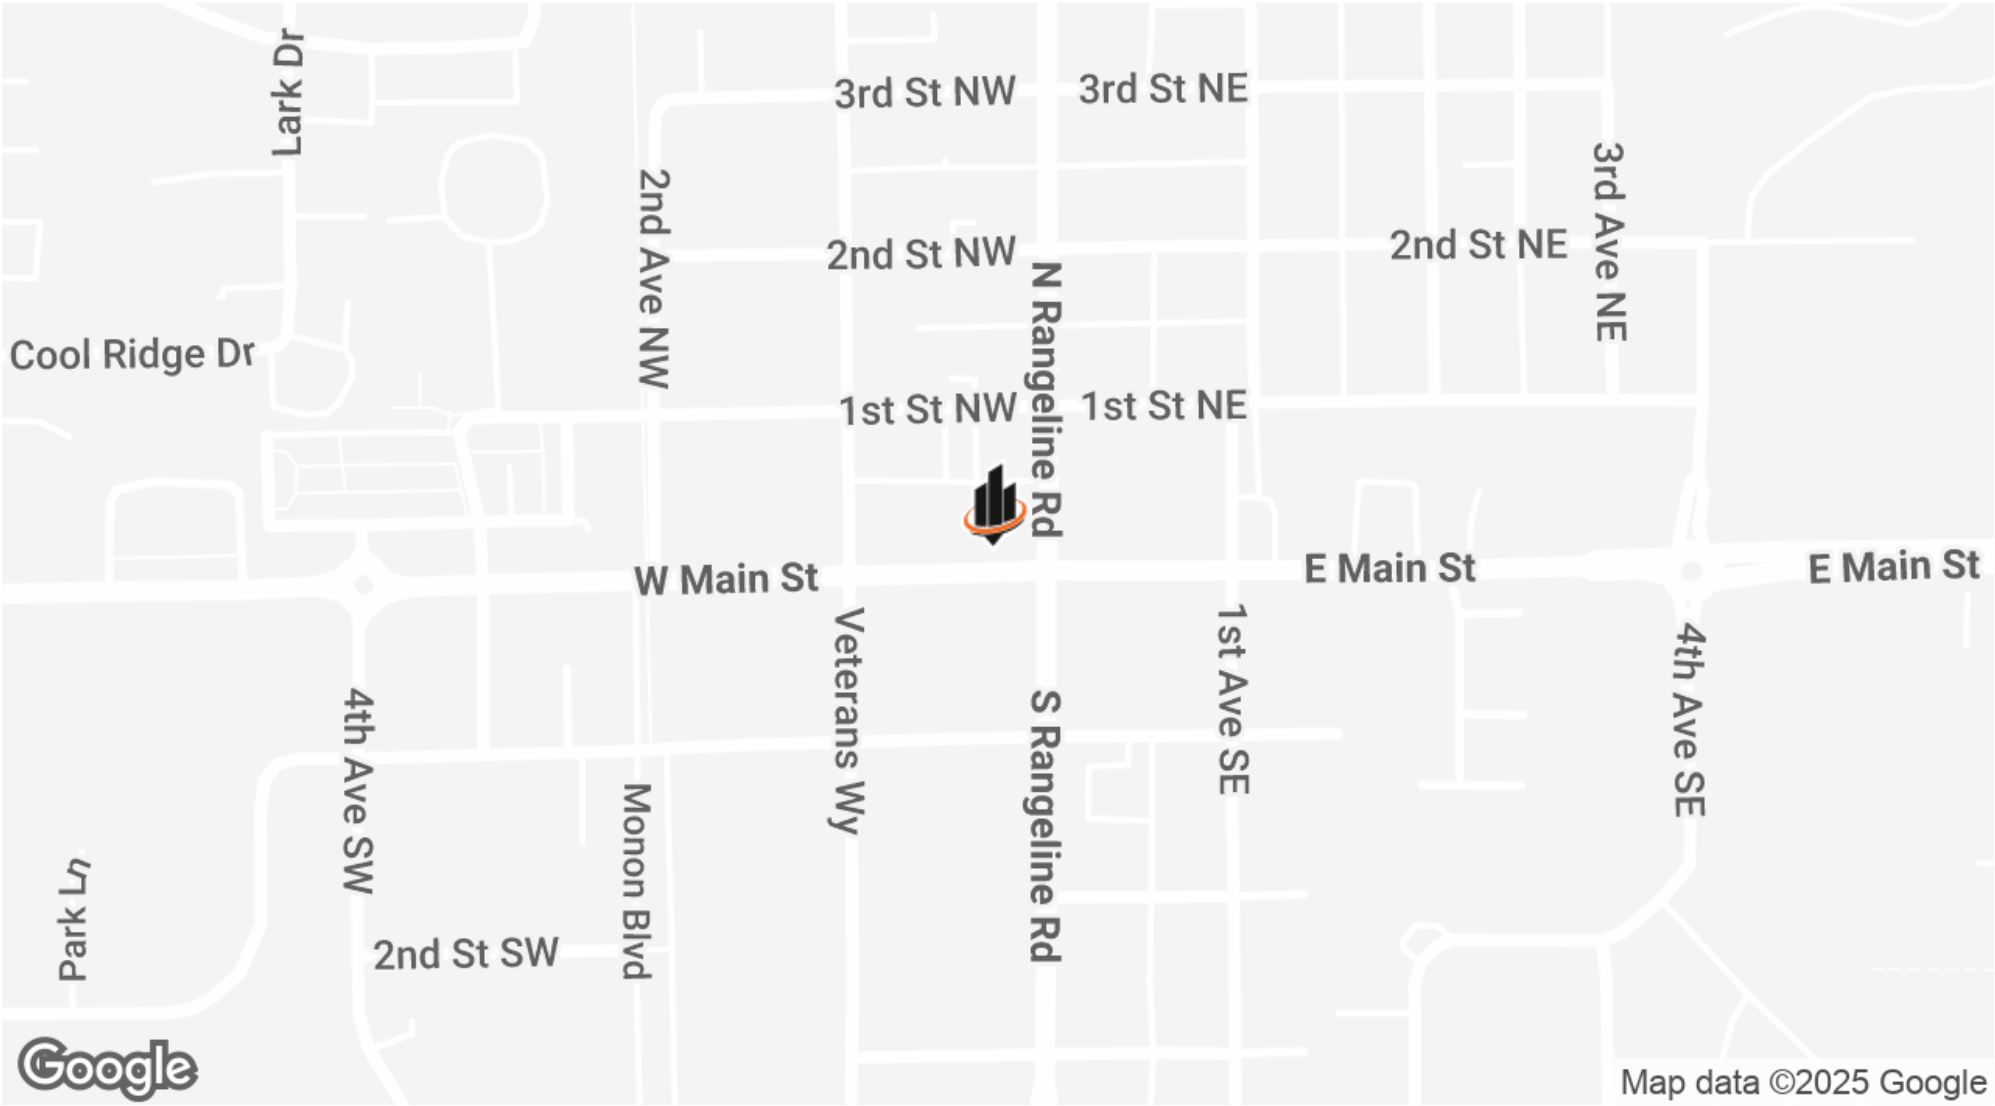 Lark Dr
3rd St NW
3rd St NE
2nd Ave NW
3rd Ave NE
2nd St NW
2nd St NE
N Rangeline Rd
Cool Ridge Dr
1st St NW
1st St NE
W Main St
E Main St
E Main St
Veterans Wy
1st Ave SE
4th Ave SE
4th Ave SW
S Rangeline Rd
Monon Blvd
Park Ln
2nd St SW
Google
Map data ©2025 Google